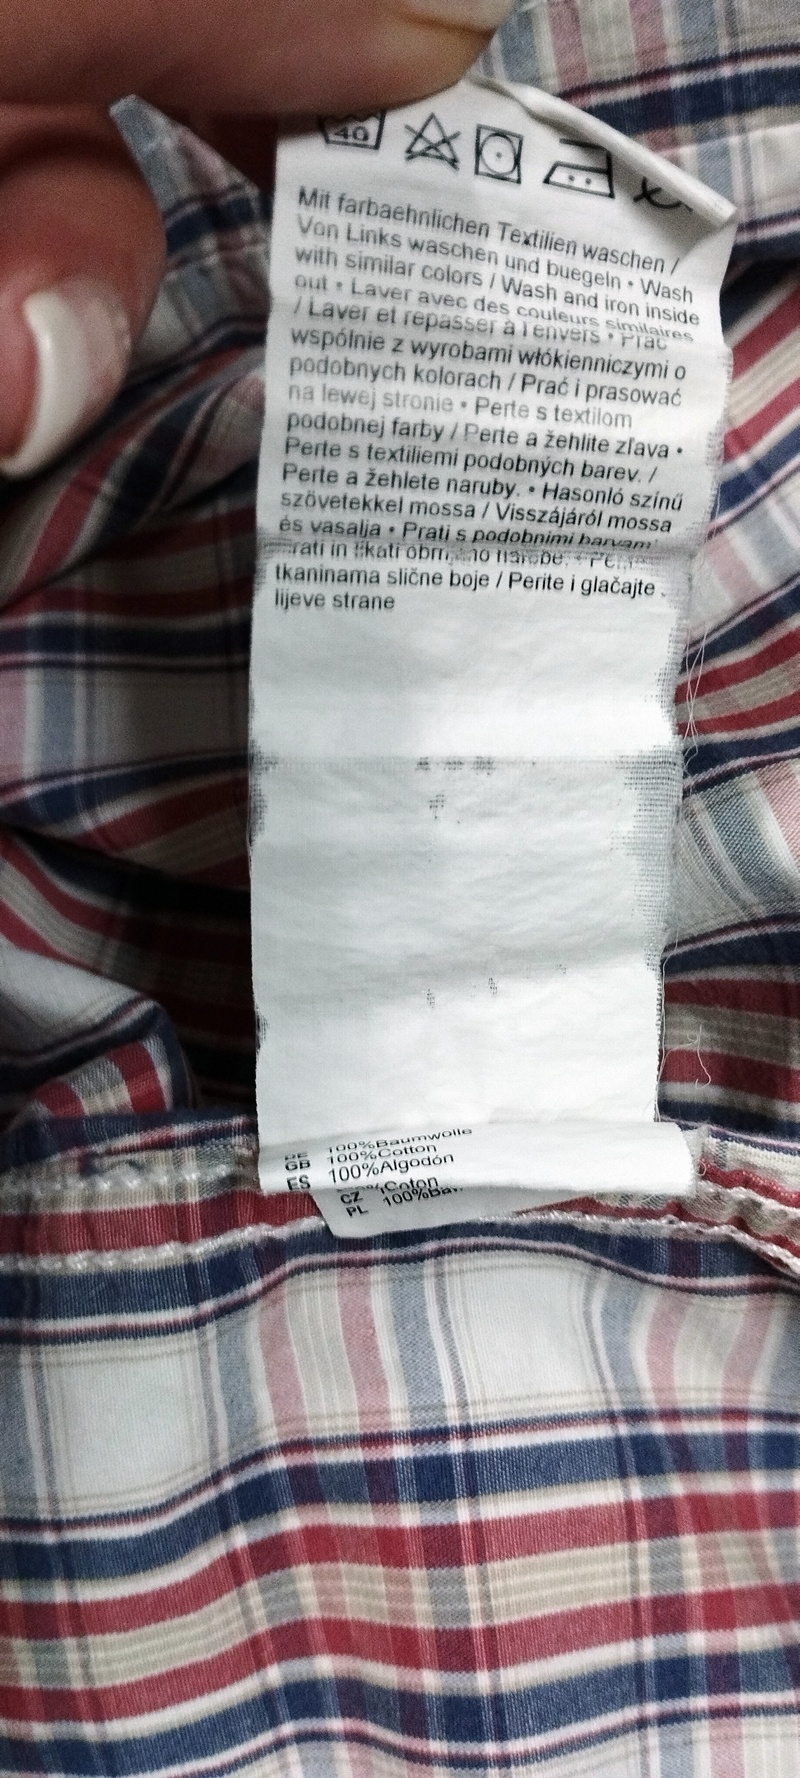 40
Mit farbaehnlichen Textilien waschen /
Von Links waschen und buegeln • Wash
with similar colors / Wash and iron inside
out • Laver avec des couleurs similaires
/ Laver et repasser à l'envers • Prać
wspólnie z wyrobami włókienniczymi o
podobnych kolorach / Prać i prasować
na lewej stronie • Perte s textilom
podobnej farby / Perte a žehlite zľava •
Perte s textiliemi podobných barev. /
Perte a žehlete naruby. • Hasonló színű
szövetekkel mossa / Visszájáról mossa
és vasalja • Prati s podobnimi barvami
in likati
tkaninama slične boje / Perite i glačajte
lijeve strane
100%Baumwolle
GB 100%Cotton
ES 100%Algodón
CZ
PL